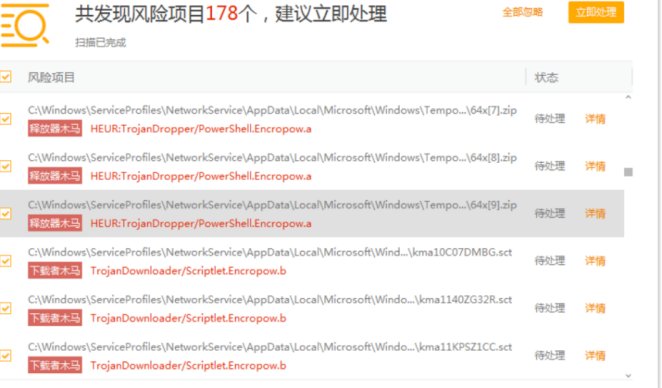 共发现风险项目178个，建议立即处理
全部忽略
立即处理
扫描已完成
风险项目 状态
C:\Windows\ServiceProfiles\NetworkService\AppData\Local\Microsoft\Windows\Tempo...\64x[7].zip 待处理 详情
释放器木马 HEUR:TrojanDropper/PowerShell.Encropow.a
C:\Windows\ServiceProfiles\NetworkService\AppData\Local\Microsoft\Windows\Tempo...\64x[8].zip 待处理 详情
释放器木马 HEUR:TrojanDropper/PowerShell.Encropow.a
C:\Windows\ServiceProfiles\NetworkService\AppData\Local\Microsoft\Windows\Tempo...\64x[9].zip 待处理 详情
释放器木马 HEUR:TrojanDropper/PowerShell.Encropow.a
C:\Windows\ServiceProfiles\NetworkService\AppData\Local\Microsoft\Wind...\kma10C07DMBG.sct 待处理 详情
下载者木马 TrojanDownloader/Scriptlet.Encropow.b
C:\Windows\ServiceProfiles\NetworkService\AppData\Local\Microsoft\Windo...\kma1140ZG32R.sct 待处理 详情
下载者木马 TrojanDownloader/Scriptlet.Encropow.b
C:\Windows\ServiceProfiles\NetworkService\AppData\Local\Microsoft\Windo...\kma11KPSZ1CC.sct 待处理 详情
下载者木马 TrojanDownloader/Scriptlet.Encropow.b